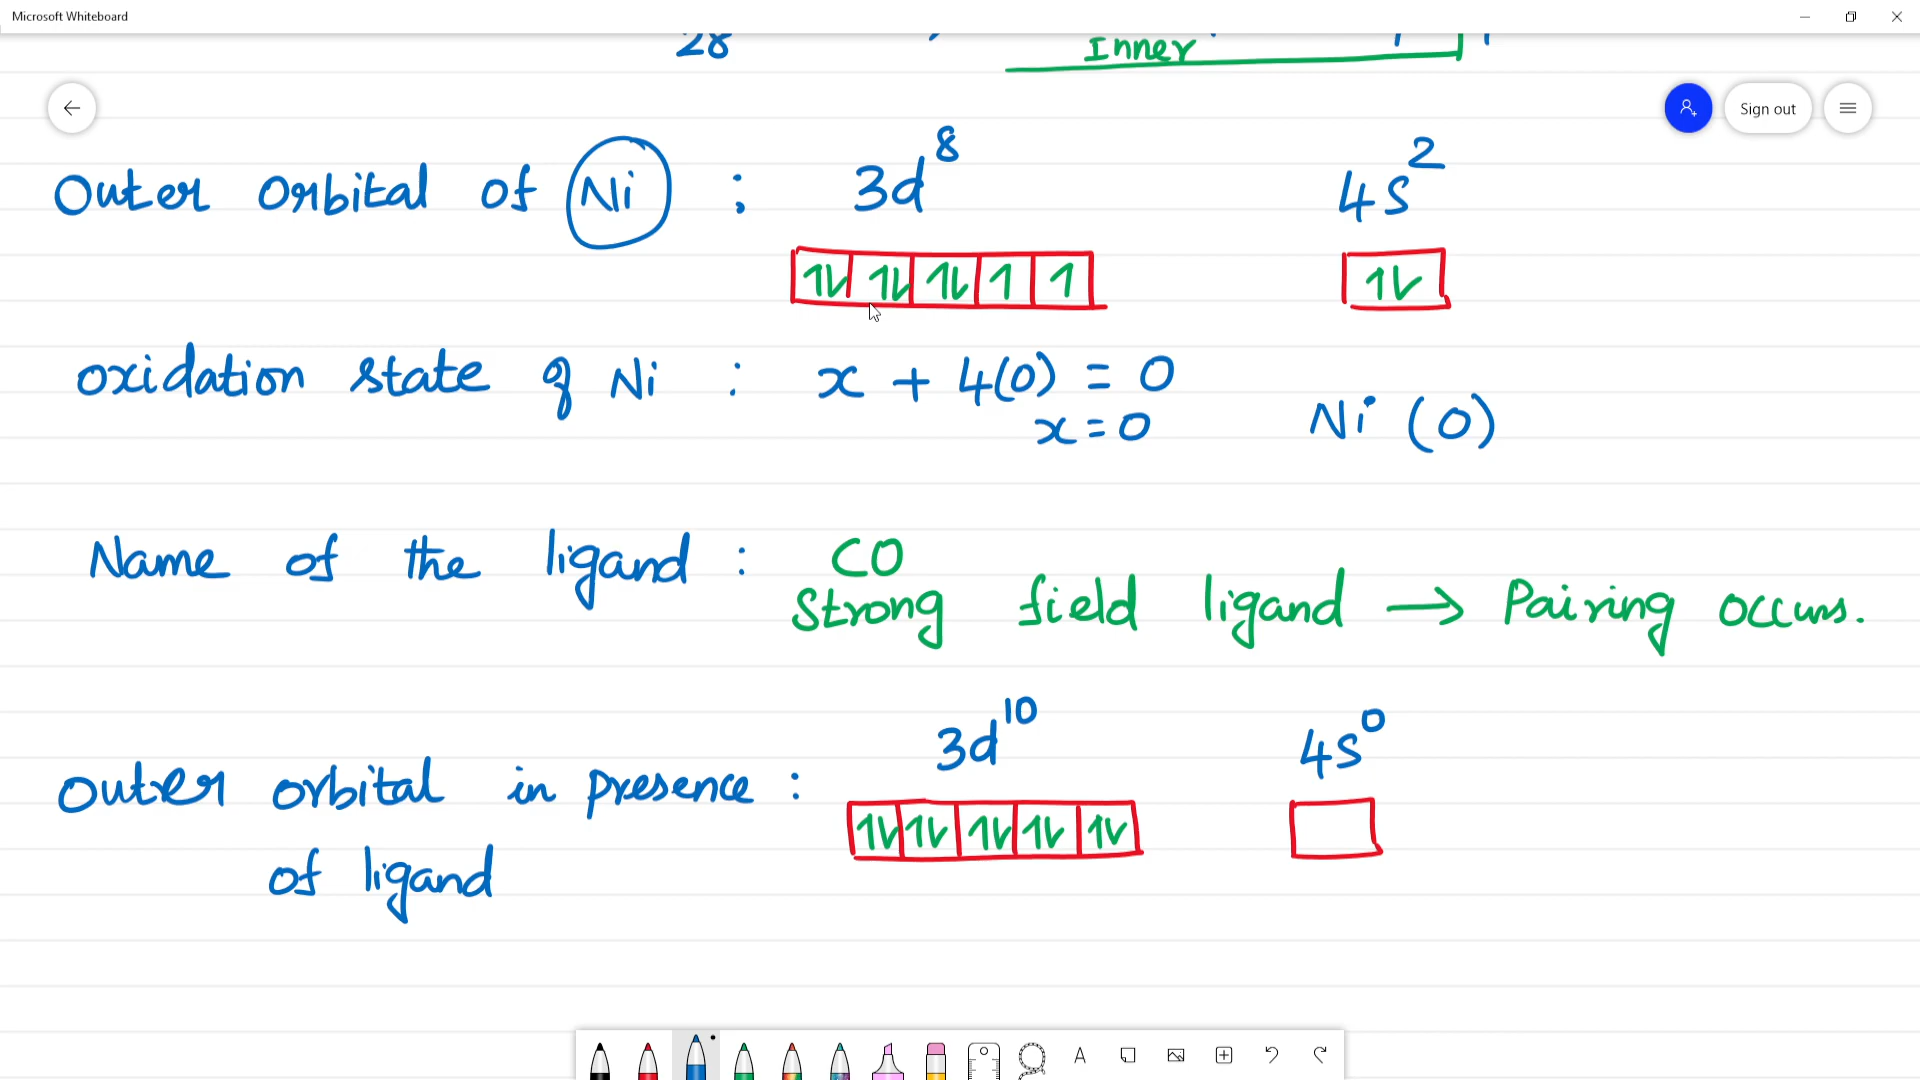 Microsoft Whiteboard
28
Inner
Sign out
Outer Orbital of Ni : 3d⁸ 4s²
1↓ 1↓ 1↓ 1 1 1↓
oxidation state of Ni : x + 4(0) = 0
x = 0 Ni (0)
Name of the ligand : CO
Strong field ligand → Pairing occurs.
3d¹⁰ 4s⁰
Outer orbital in presence :
1↓ 1↓ 1↓ 1↓ 1↓
of ligand
A